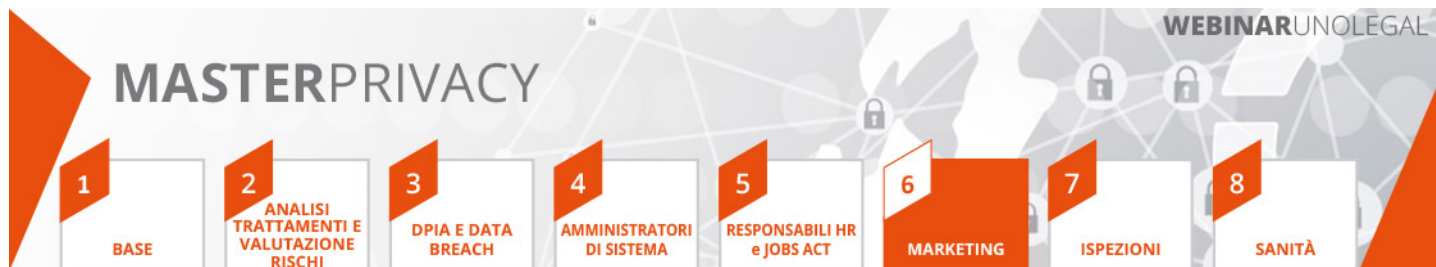 WEBINARUNOLEGAL
MASTERPRIVACY
1
BASE
2
ANALISI
TRATTAMENTI E
VALUTAZIONE
RISCHI
3
DPIA E DATA
BREACH
4
AMMINISTRATORI
DI SISTEMA
5
RESPONSABILI HR
e JOBS ACT
6
MARKETING
7
ISPEZIONI
8
SANITÀ